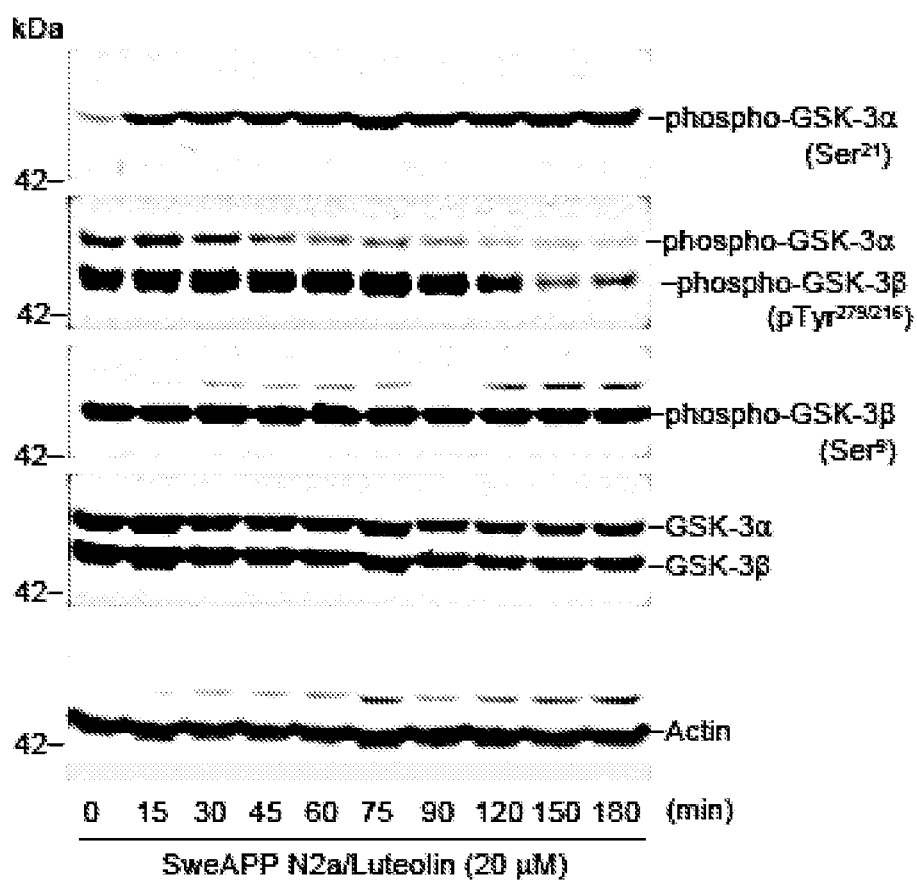 kDa
phospho-GSK-3α
(Ser²¹)
42
phospho-GSK-3α
phospho-GSK-3β
(pTyr²⁷⁹/²¹⁶)
42
phospho-GSK-3β
(Ser⁹)
42
GSK-3α
GSK-3β
42
Actin
42
0 15 30 45 60 75 90 120 150 180 (min)
SweAPP N2a/Luteolin (20 µM)